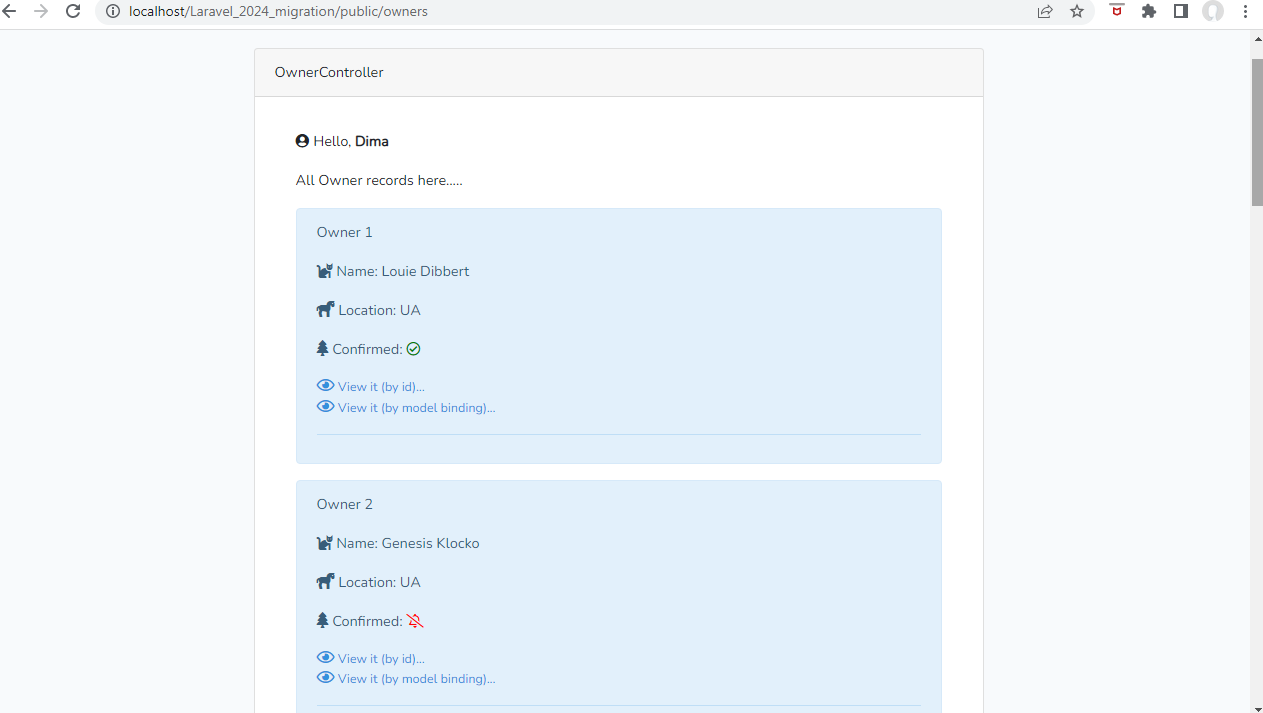 localhost/Laravel_2024_migration/public/owners
OwnerController
Hello, Dima
All Owner records here.....
Owner 1
Name: Louie Dibbert
Location: UA
Confirmed:
View it (by id)...
View it (by model binding)...
Owner 2
Name: Genesis Klocko
Location: UA
Confirmed:
View it (by id)...
View it (by model binding)...